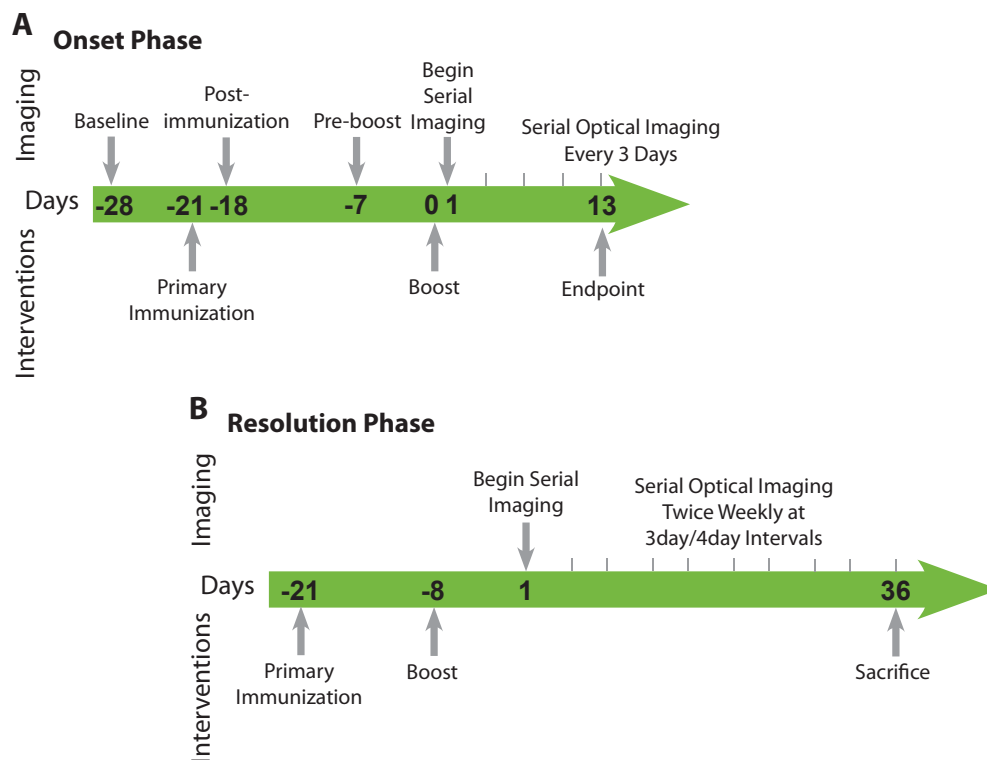 A
Onset Phase
Imaging
Baseline
Post-
immunization
Pre-boost
Begin
Serial
Imaging
Serial Optical Imaging
Every 3 Days
Days
-28 -21 -18 -7 0 1 13
Interventions
Primary
Immunization
Boost
Endpoint
B
Resolution Phase
Imaging
Begin Serial
Imaging
Serial Optical Imaging
Twice Weekly at
3day/4day Intervals
Days
-21 -8 1 36
Interventions
Primary
Immunization
Boost
Sacrifice